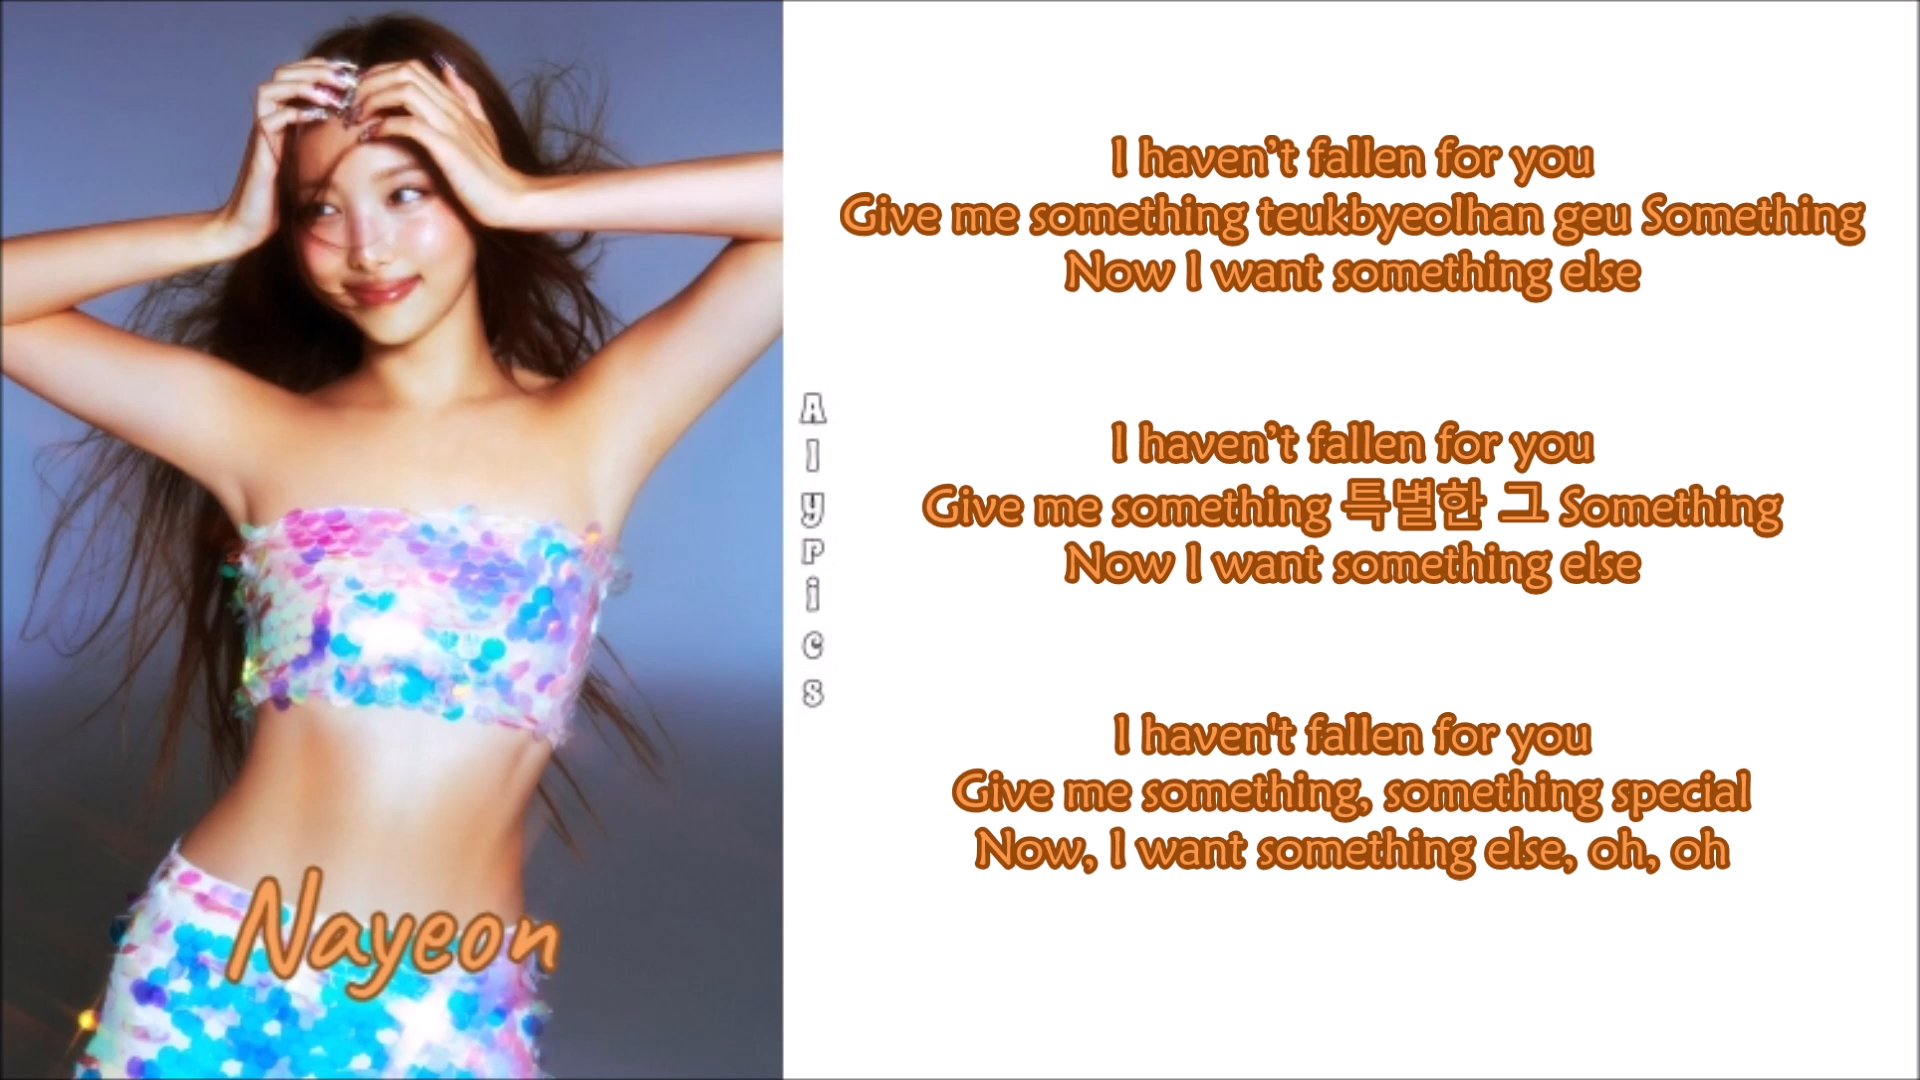 I haven’t fallen for you
Give me something teukbyeolhan geu Something
Now I want something else
I haven’t fallen for you
Give me something 특별한 그 Something
Now I want something else
I haven't fallen for you
Give me something, something special
Now, I want something else, oh, oh
AlyPics
Nayeon